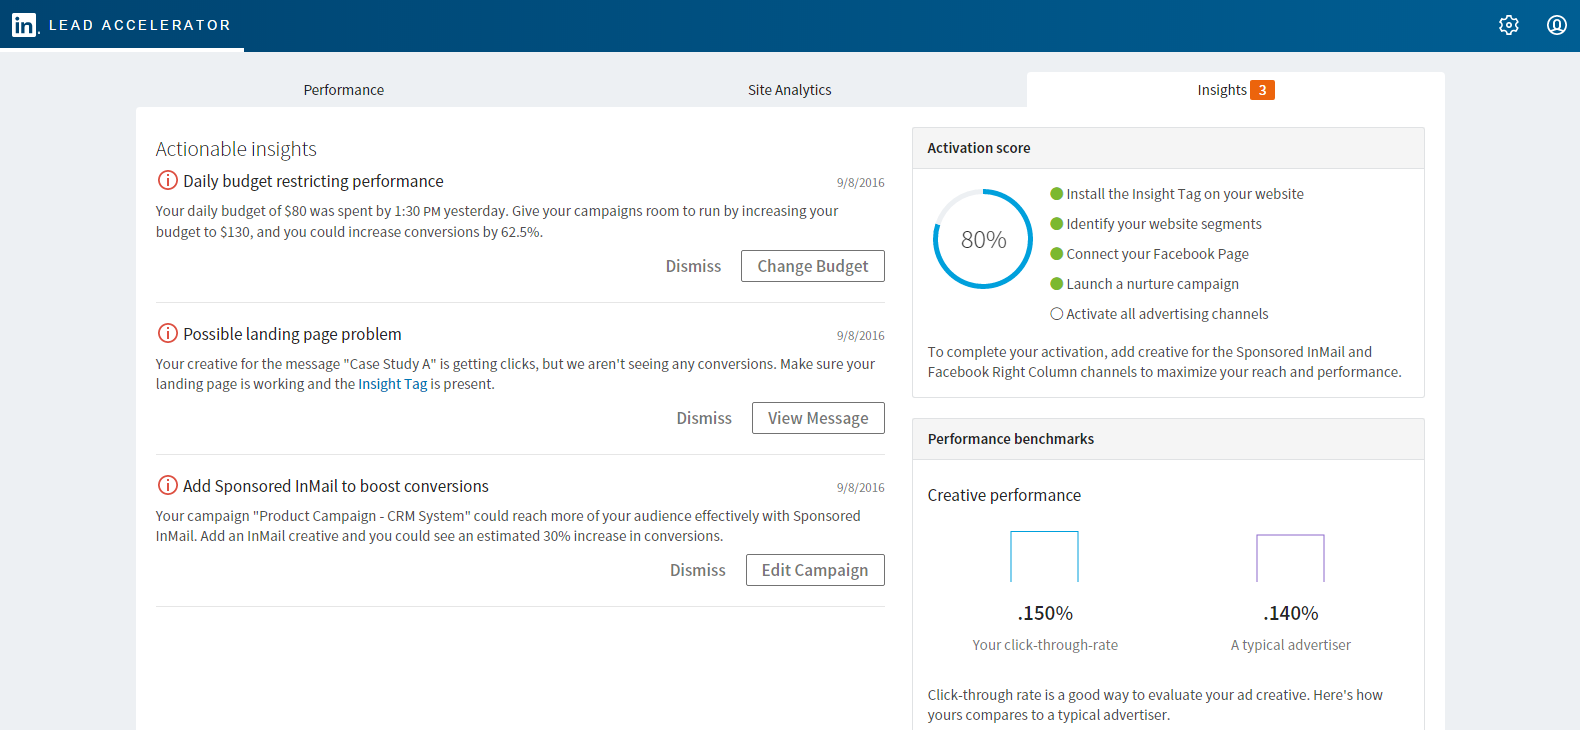 in. LEAD ACCELERATOR
Performance
Site Analytics
Insights 3
Actionable insights
Daily budget restricting performance
9/8/2016
Your daily budget of $80 was spent by 1:30 PM yesterday. Give your campaigns room to run by increasing your
budget to $130, and you could increase conversions by 62.5%.
Dismiss
Change Budget
Possible landing page problem
9/8/2016
Your creative for the message "Case Study A" is getting clicks, but we aren't seeing any conversions. Make sure your
landing page is working and the Insight Tag is present.
Dismiss
View Message
Add Sponsored InMail to boost conversions
9/8/2016
Your campaign "Product Campaign - CRM System" could reach more of your audience effectively with Sponsored
InMail. Add an InMail creative and you could see an estimated 30% increase in conversions.
Dismiss
Edit Campaign
Activation score
80%
Install the Insight Tag on your website
Identify your website segments
Connect your Facebook Page
Launch a nurture campaign
Activate all advertising channels
To complete your activation, add creative for the Sponsored InMail and
Facebook Right Column channels to maximize your reach and performance.
Performance benchmarks
Creative performance
.150%
Your click-through-rate
.140%
A typical advertiser
Click-through rate is a good way to evaluate your ad creative. Here's how
yours compares to a typical advertiser.